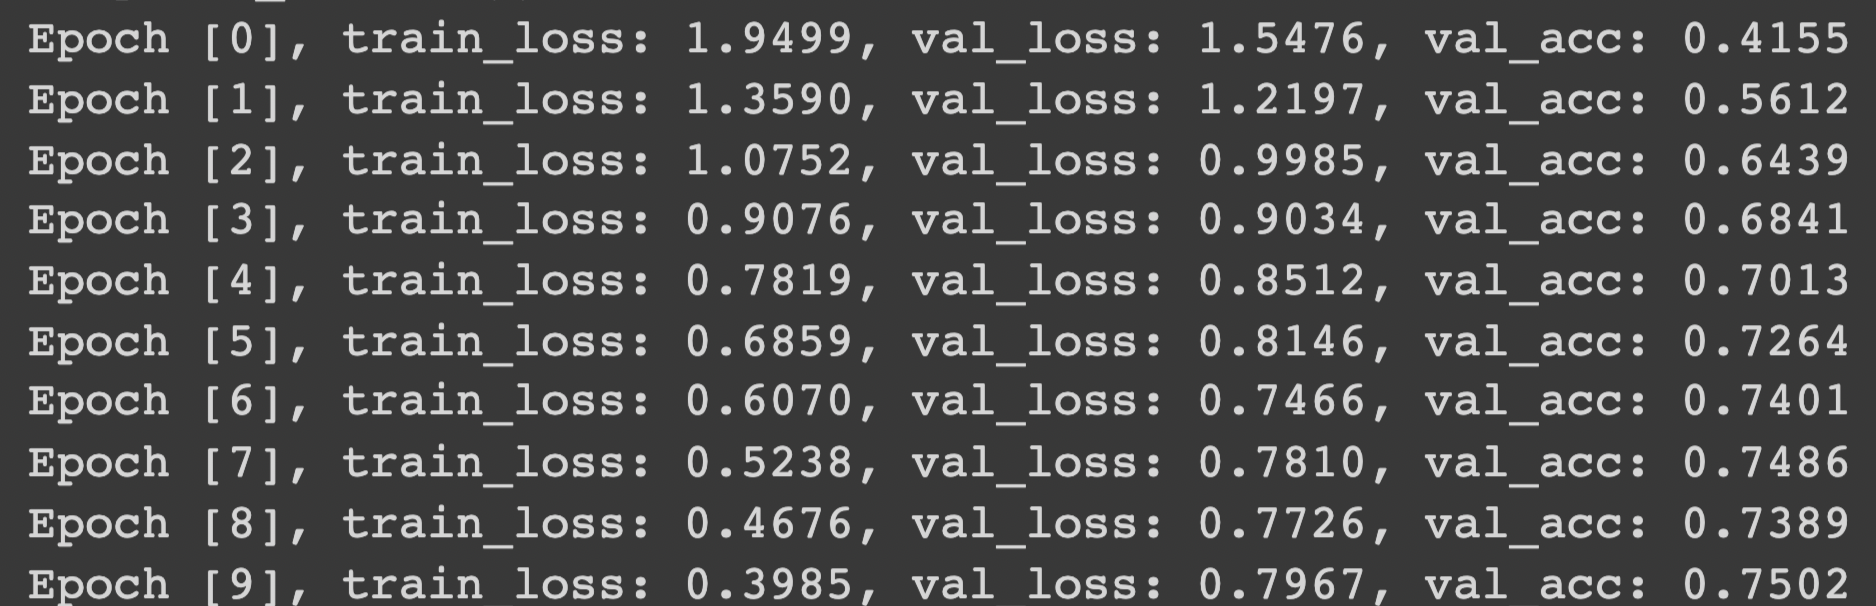 Epoch [0], train_loss: 1.9499, val_loss: 1.5476, val_acc: 0.4155
Epoch [1], train_loss: 1.3590, val_loss: 1.2197, val_acc: 0.5612
Epoch [2], train_loss: 1.0752, val_loss: 0.9985, val_acc: 0.6439
Epoch [3], train_loss: 0.9076, val_loss: 0.9034, val_acc: 0.6841
Epoch [4], train_loss: 0.7819, val_loss: 0.8512, val_acc: 0.7013
Epoch [5], train_loss: 0.6859, val_loss: 0.8146, val_acc: 0.7264
Epoch [6], train_loss: 0.6070, val_loss: 0.7466, val_acc: 0.7401
Epoch [7], train_loss: 0.5238, val_loss: 0.7810, val_acc: 0.7486
Epoch [8], train_loss: 0.4676, val_loss: 0.7726, val_acc: 0.7389
Epoch [9], train_loss: 0.3985, val_loss: 0.7967, val_acc: 0.7502